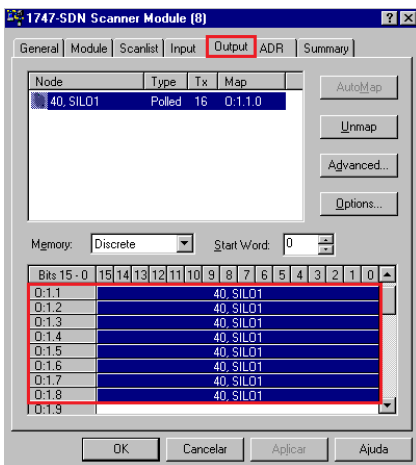 1747-SDN Scanner Module (8)
General Module Scanlist Input Output ADR Summary
Node Type Tx Map
40, SILO1 Polled 16 O:1.1.0
AutoMap
Unmap
Advanced...
Options...
Memory: Discrete Start Word: 0
Bits 15 - 0 15 14 13 12 11 10 9 8 7 6 5 4 3 2 1 0
O:1.1 40, SILO1
O:1.2 40, SILO1
O:1.3 40, SILO1
O:1.4 40, SILO1
O:1.5 40, SILO1
O:1.6 40, SILO1
O:1.7 40, SILO1
O:1.8 40, SILO1
O:1.9
OK Cancelar Aplicar Ajuda